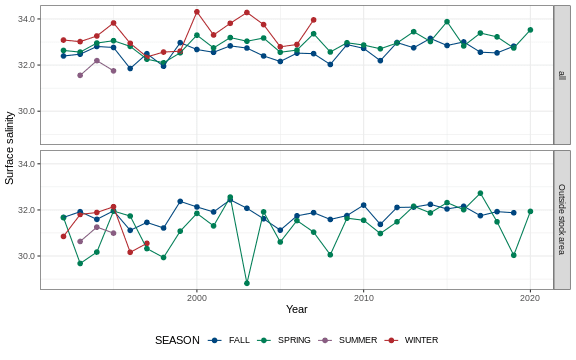 34.0
32.0
30.0
all
34.0
32.0
30.0
Outside stock area
Surface salinity
2000
2010
2020
Year
SEASON FALL SPRING SUMMER WINTER